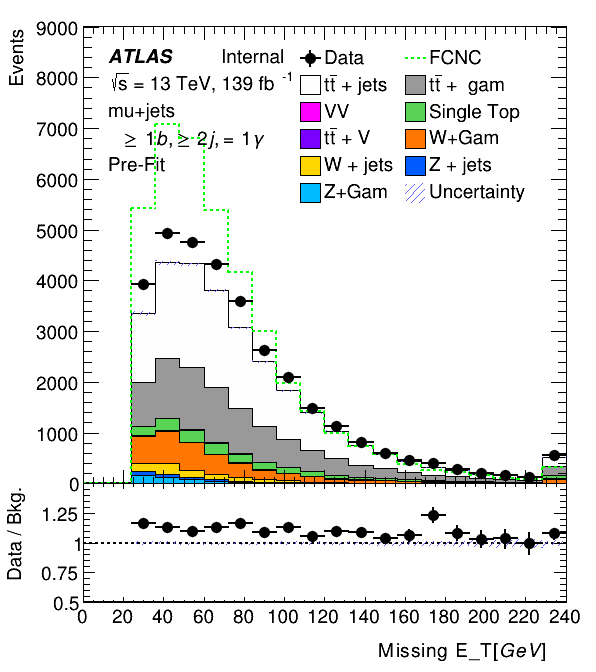 ATLAS Internal
√s = 13 TeV, 139 fb -1
mu+jets
≥ 1b, ≥ 2j, = 1γ
Pre-Fit
Data
FCNC
tt̄ + jets
tt̄ + gam
VV
Single Top
tt̄ + V
W+Gam
W + jets
Z + jets
Z+Gam
Uncertainty
Events
9000
8000
7000
6000
5000
4000
3000
2000
1000
0
Data / Bkg.
1.25
1
0.75
0.5
0 20 40 60 80 100 120 140 160 180 200 220 240
Missing E_T[GeV]